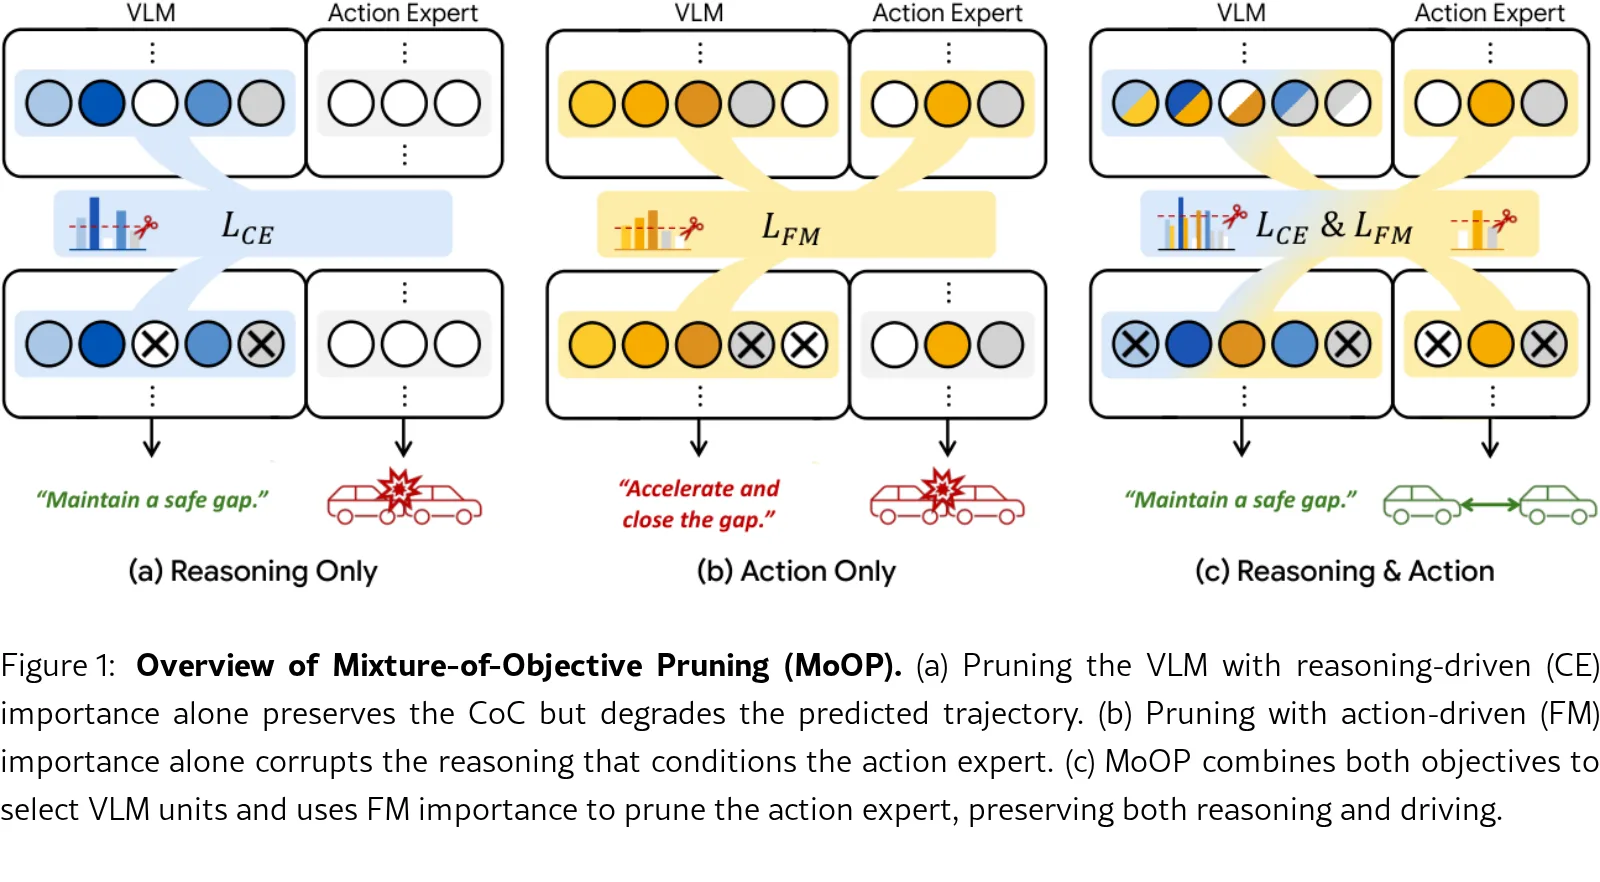 VLM Action Expert VLM Action Expert VLM Action Expert
L_CE L_FM L_CE & L_FM
"Maintain a safe gap." "Accelerate and close the gap." "Maintain a safe gap."
(a) Reasoning Only (b) Action Only (c) Reasoning & Action
Figure 1: Overview of Mixture-of-Objective Pruning (MoOP). (a) Pruning the VLM with reasoning-driven (CE)
importance alone preserves the CoC but degrades the predicted trajectory. (b) Pruning with action-driven (FM)
importance alone corrupts the reasoning that conditions the action expert. (c) MoOP combines both objectives to
select VLM units and uses FM importance to prune the action expert, preserving both reasoning and driving.